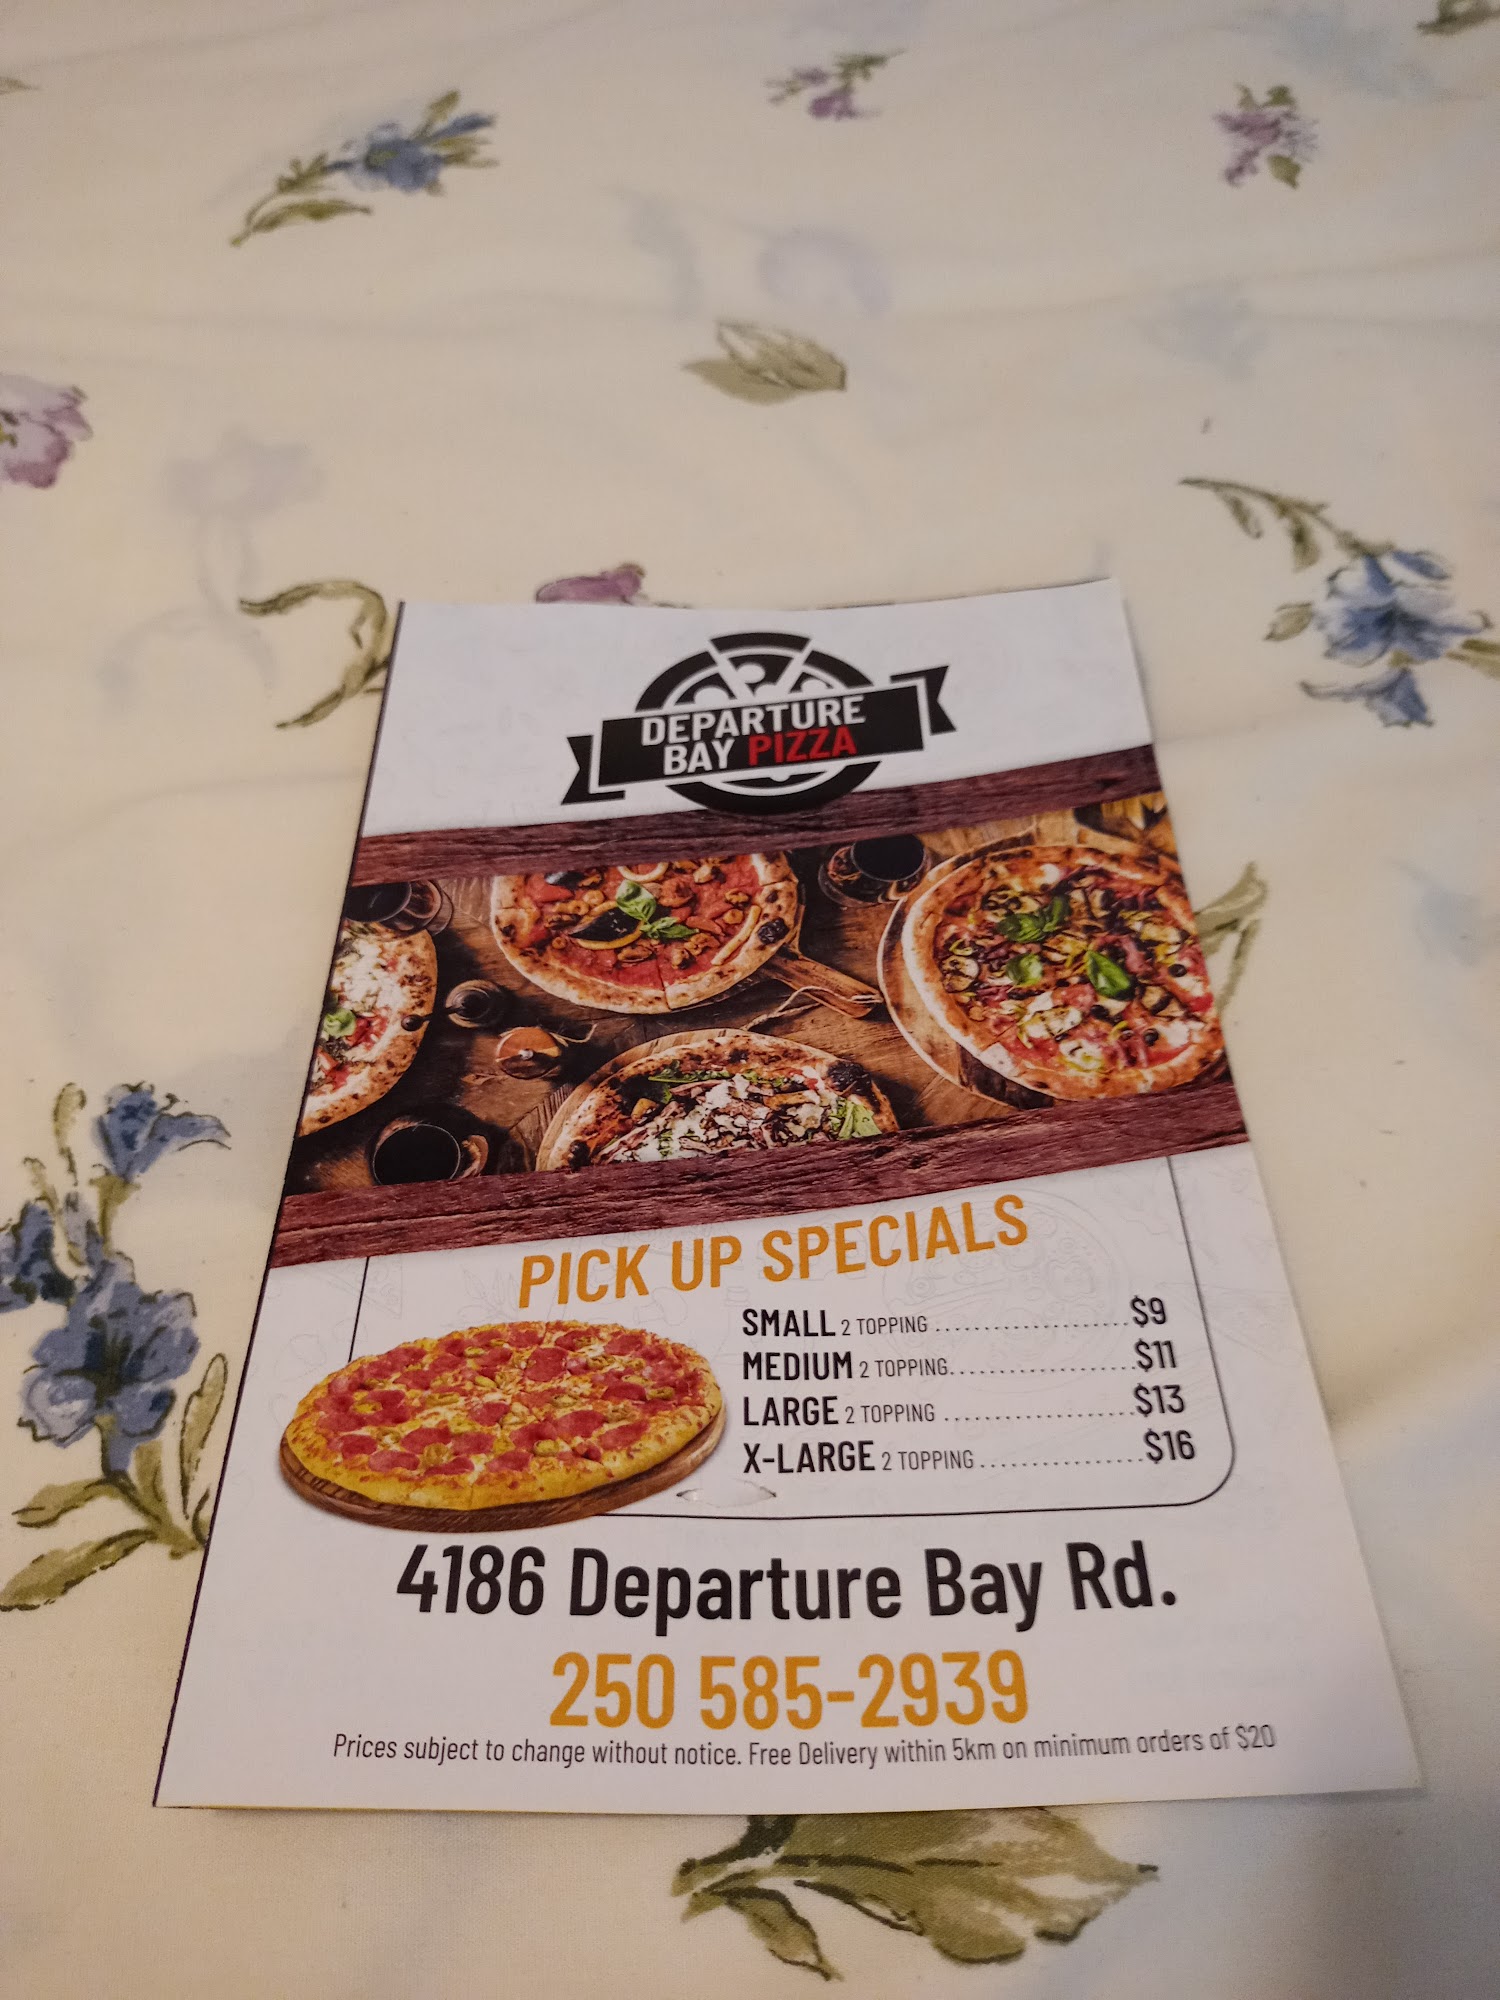 DEPARTURE
BAY PIZZA
PICK UP SPECIALS
SMALL 2 TOPPING ....................$9
MEDIUM 2 TOPPING..................$11
LARGE 2 TOPPING ...................$13
X-LARGE 2 TOPPING ................$16
4186 Departure Bay Rd.
250 585-2939
Prices subject to change without notice. Free Delivery within 5km on minimum orders of $20